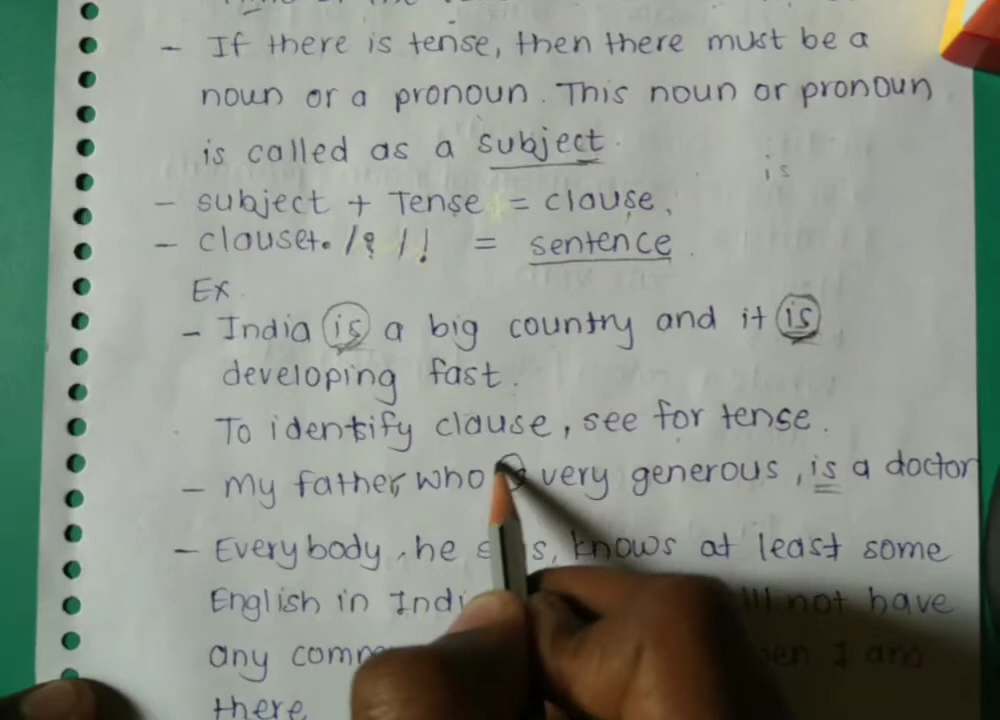 - If there is tense, then there must be a
noun or a pronoun. This noun or pronoun
is called as a subject.
is
- subject + Tense = clause.
- clause+. /? /! = sentence.
Ex
- India is a big country and it is
developing fast.
To identify clause, see for tense.
- My father, who very generous, is a doctor
- Everybody, he knows at least some
English in not have
any I am
there